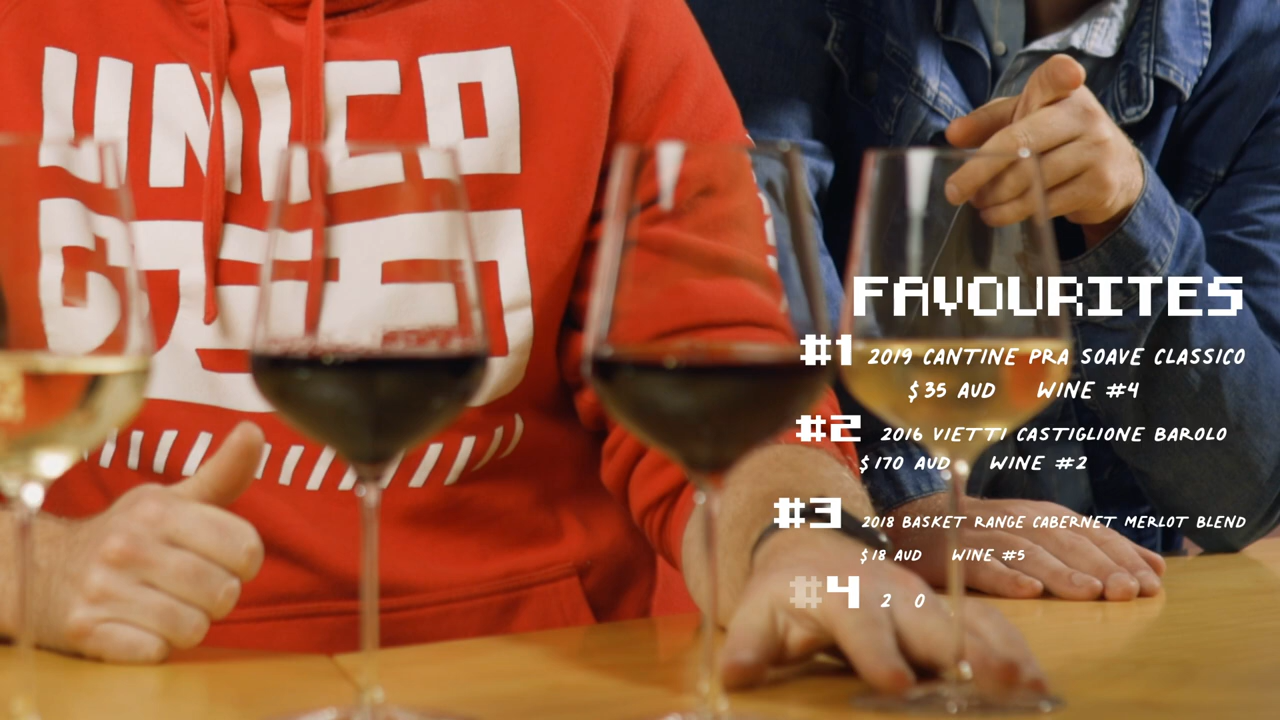 UNICO
FAVOURITES
#1 2019 CANTINE PRA SOAVE CLASSICO
$35 AUD WINE #4
#2 2016 VIETTI CASTIGLIONE BAROLO
$170 AUD WINE #2
#3 2018 BASKET RANGE CABERNET MERLOT BLEND
$18 AUD WINE #5
#4 2 0